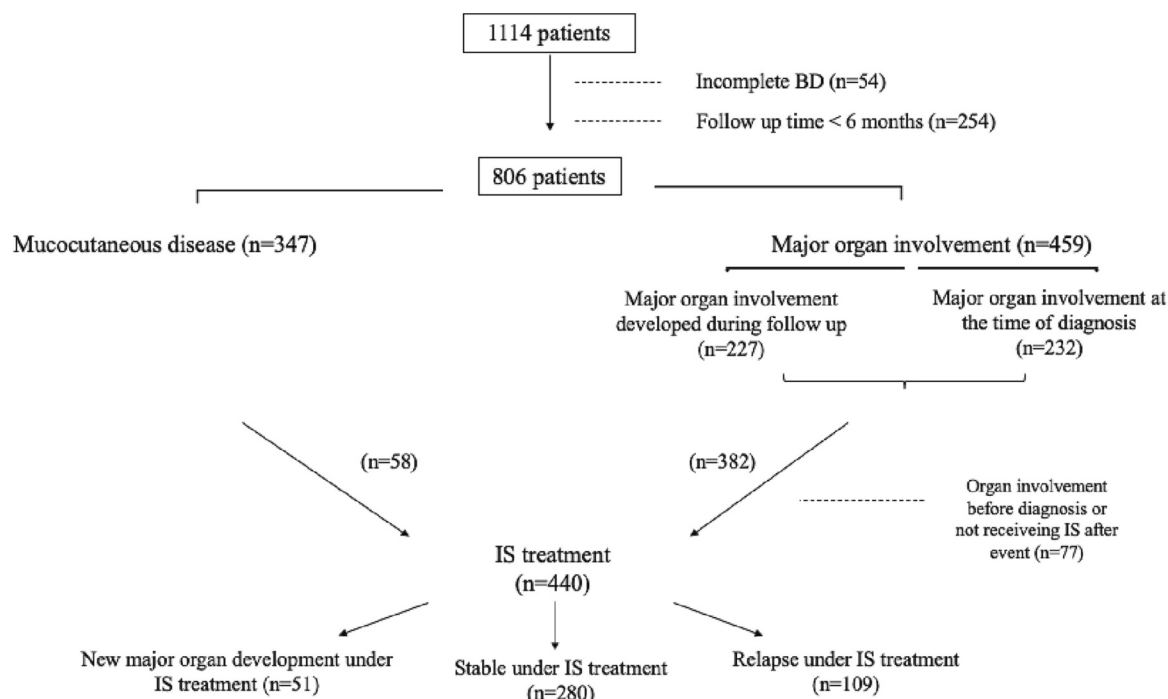 1114 patients
Incomplete BD (n=54)
Follow up time < 6 months (n=254)
806 patients
Mucocutaneous disease (n=347)
Major organ involvement (n=459)
Major organ involvement
developed during follow up
(n=227)
Major organ involvement at
the time of diagnosis
(n=232)
(n=58)
(n=382)
Organ involvement
before diagnosis or
not receiveing IS after
event (n=77)
IS treatment
(n=440)
New major organ development under
IS treatment (n=51)
Stable under IS treatment
(n=280)
Relapse under IS treatment
(n=109)